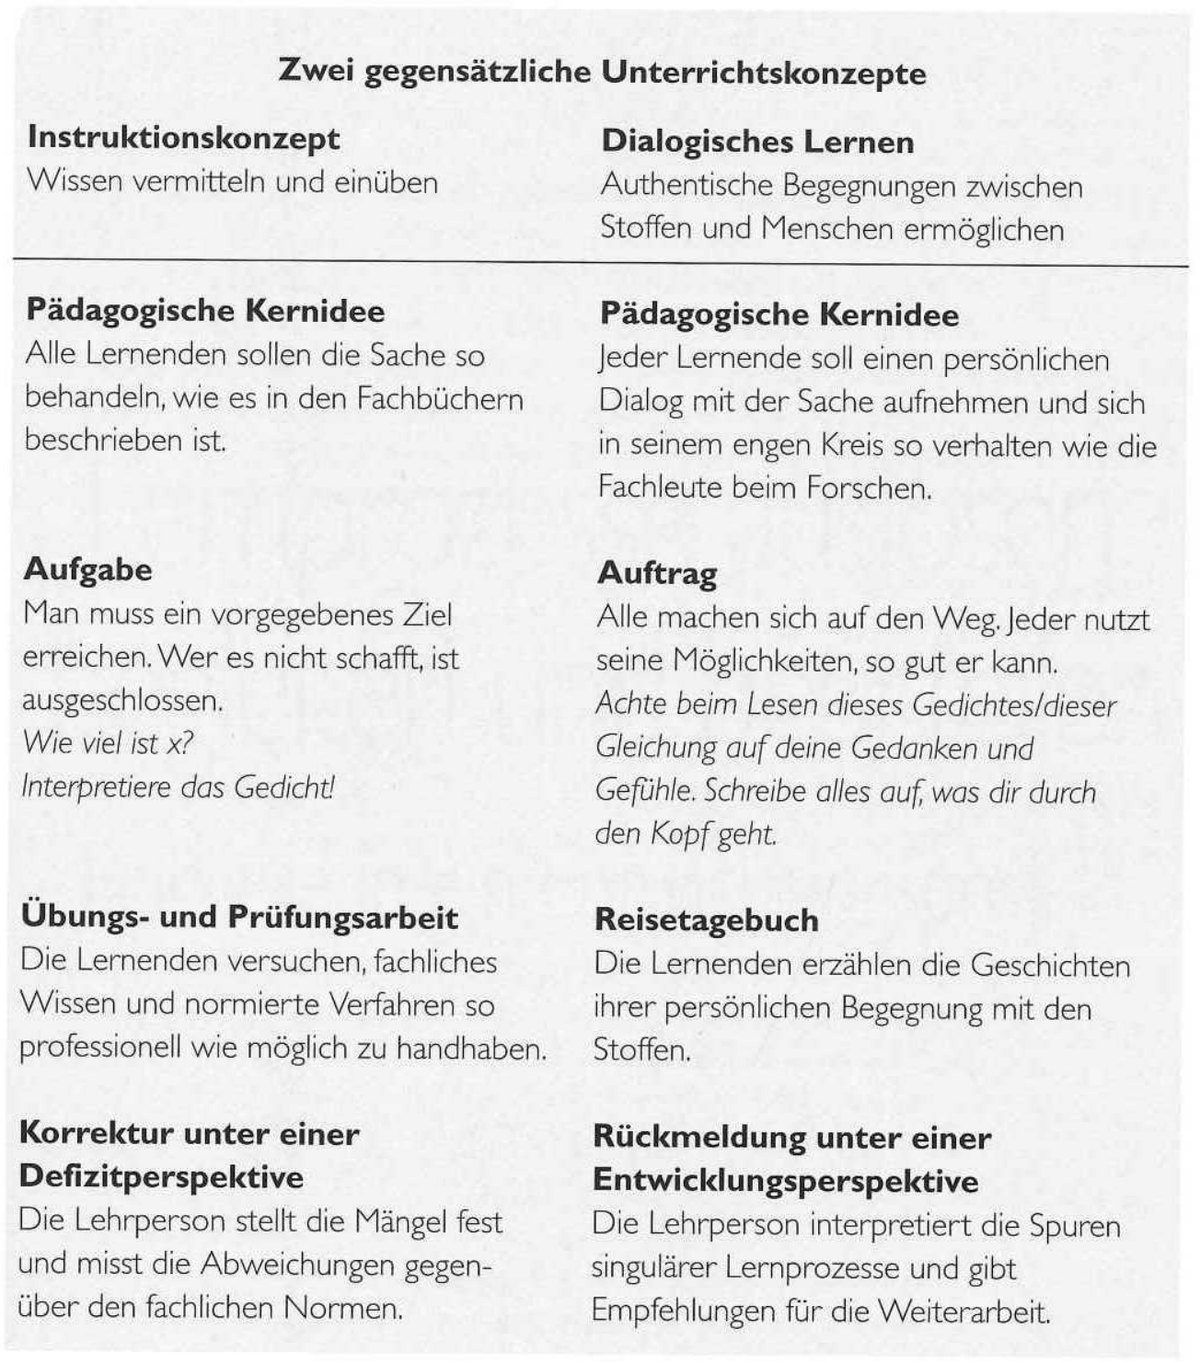 Zwei gegensätzliche Unterrichtskonzepte
Instruktionskonzept
Wissen vermitteln und einüben
Dialogisches Lernen
Authentische Begegnungen zwischen
Stoffen und Menschen ermöglichen
Pädagogische Kernidee
Alle Lernenden sollen die Sache so
behandeln, wie es in den Fachbüchern
beschrieben ist.
Pädagogische Kernidee
Jeder Lernende soll einen persönlichen
Dialog mit der Sache aufnehmen und sich
in seinem engen Kreis so verhalten wie die
Fachleute beim Forschen.
Aufgabe
Man muss ein vorgegebenes Ziel
erreichen. Wer es nicht schafft, ist
ausgeschlossen.
Wie viel ist x?
Interpretiere das Gedicht!
Auftrag
Alle machen sich auf den Weg. Jeder nutzt
seine Möglichkeiten, so gut er kann.
Achte beim Lesen dieses Gedichtes/dieser
Gleichung auf deine Gedanken und
Gefühle. Schreibe alles auf, was dir durch
den Kopf geht.
Übungs- und Prüfungsarbeit
Die Lernenden versuchen, fachliches
Wissen und normierte Verfahren so
professionell wie möglich zu handhaben.
Reisetagebuch
Die Lernenden erzählen die Geschichten
ihrer persönlichen Begegnung mit den
Stoffen.
Korrektur unter einer
Defizitperspektive
Die Lehrperson stellt die Mängel fest
und misst die Abweichungen gegen-
über den fachlichen Normen.
Rückmeldung unter einer
Entwicklungsperspektive
Die Lehrperson interpretiert die Spuren
singulärer Lernprozesse und gibt
Empfehlungen für die Weiterarbeit.